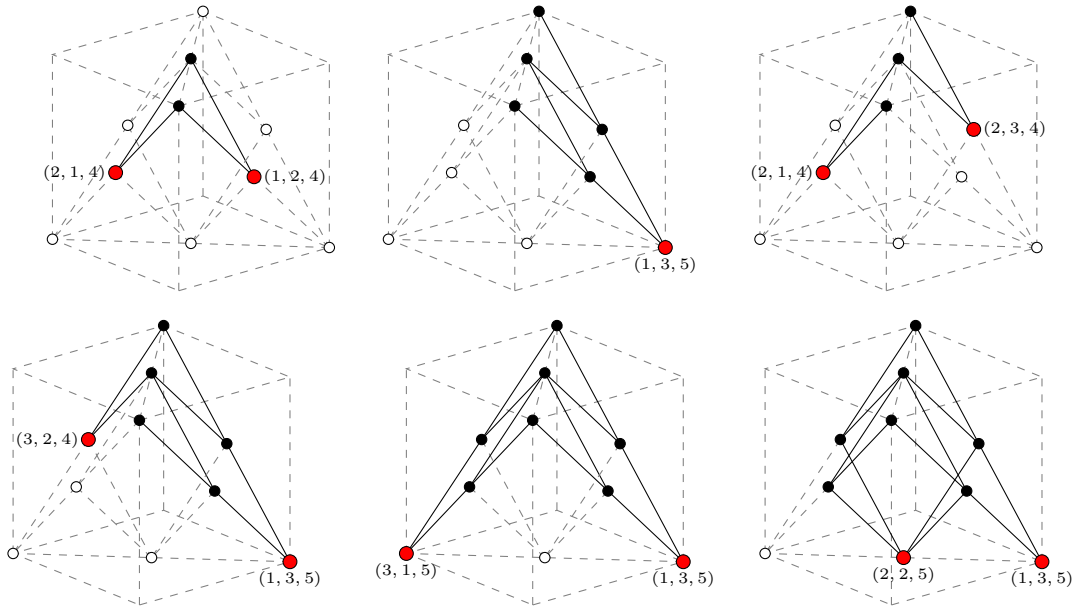 (2, 3, 4)
(2, 1, 4) (1, 2, 4) (2, 1, 4)
(1, 3, 5)
(3, 2, 4)
(3, 1, 5) (2, 2, 5)
(1, 3, 5) (1, 3, 5) (1, 3, 5)